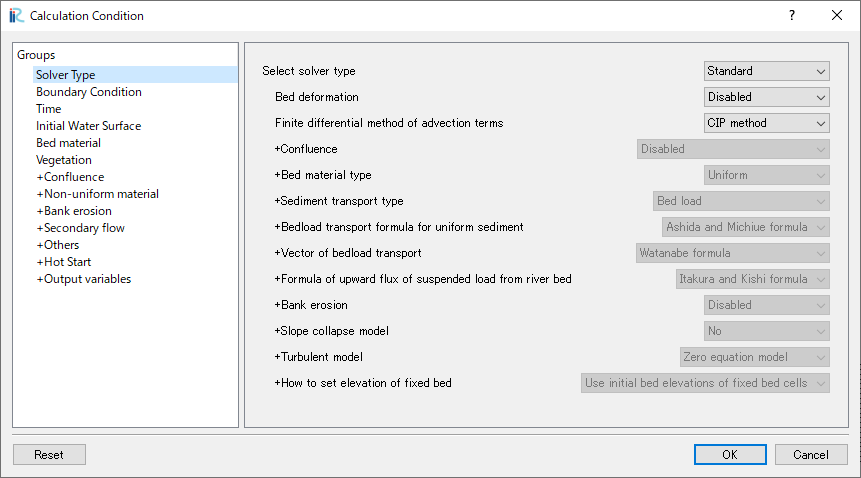 Calculation Condition
?
Groups
Solver Type
Boundary Condition
Time
Initial Water Surface
Bed material
Vegetation
+Confluence
+Non-uniform material
+Bank erosion
+Secondary flow
+Others
+Hot Start
+Output variables
Select solver type Standard
Bed deformation Disabled
Finite differential method of advection terms CIP method
+Confluence Disabled
+Bed material type Uniform
+Sediment transport type Bed load
+Bedload transport formula for uniform sediment Ashida and Michiue formula
+Vector of bedload transport Watanabe formula
+Formula of upward flux of suspended load from river bed Itakura and Kishi formula
+Bank erosion Disabled
+Slope collapse model No
+Turbulent model Zero equation model
+How to set elevation of fixed bed Use initial bed elevations of fixed bed cells
Reset OK Cancel